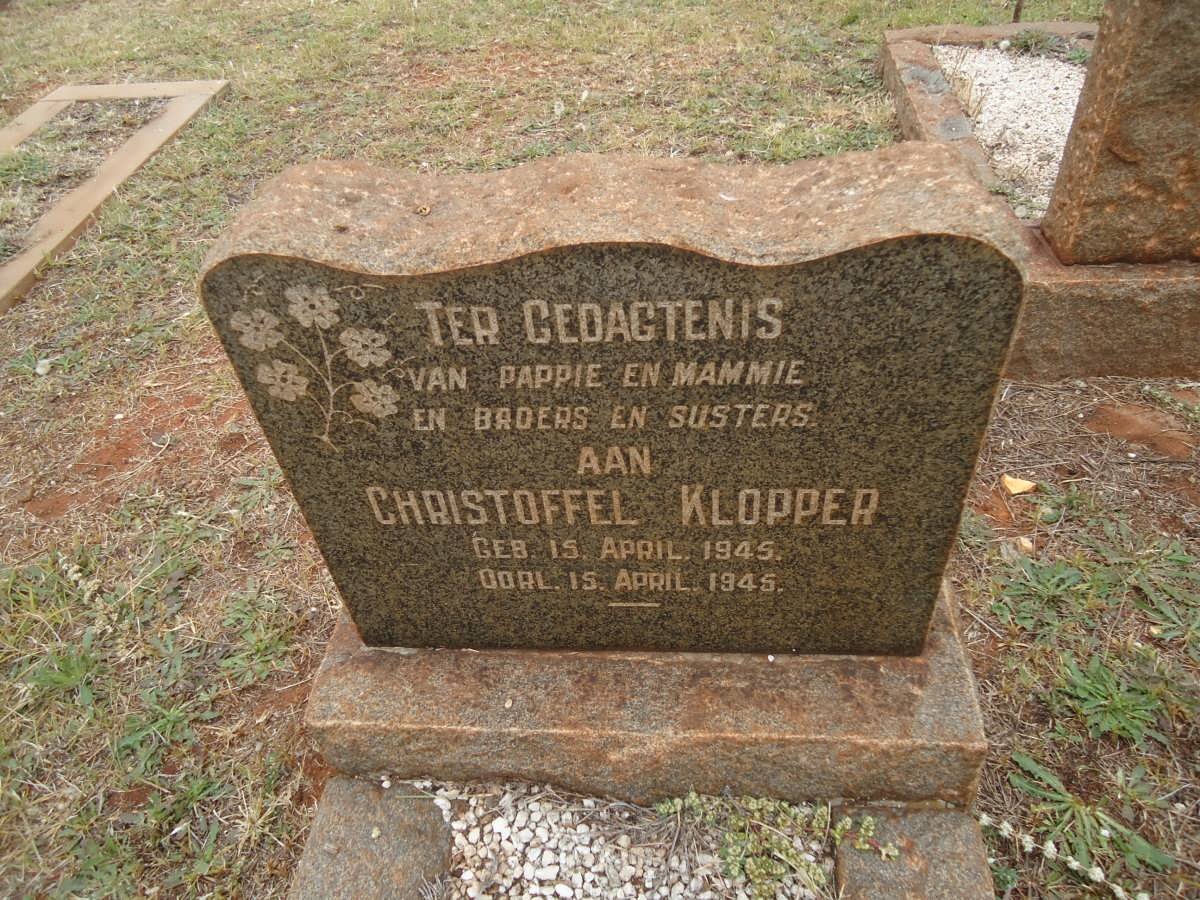 TER GEDAGTENIS
VAN PAPPIE EN MAMMIE
EN BROERS EN SUSTERS.
AAN
CHRISTOFFEL KLOPPER
GEB. 15. APRIL. 1945.
OORL. 15. APRIL. 1945.